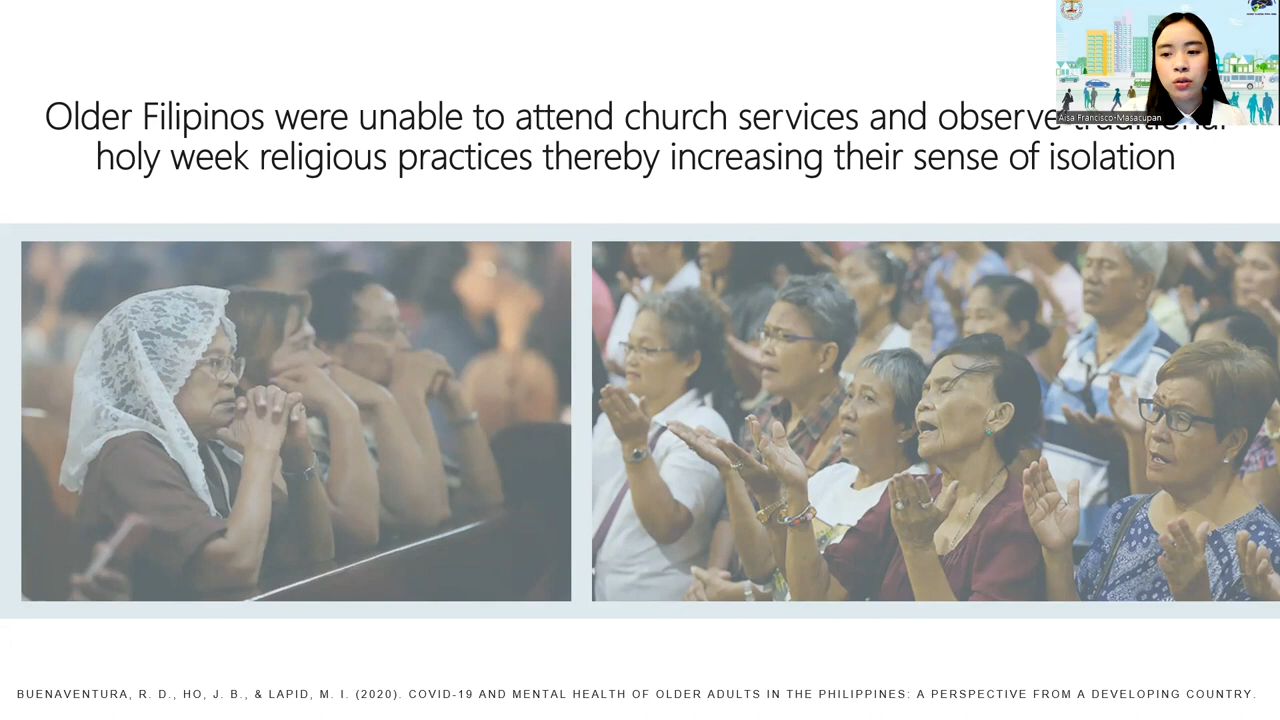 Older Filipinos were unable to attend church services and observe traditional
holy week religious practices thereby increasing their sense of isolation
Aisa Francisco-Masacupan
BUENAVENTURA, R. D., HO, J. B., & LAPID, M. I. (2020). COVID-19 AND MENTAL HEALTH OF OLDER ADULTS IN THE PHILIPPINES: A PERSPECTIVE FROM A DEVELOPING COUNTRY.